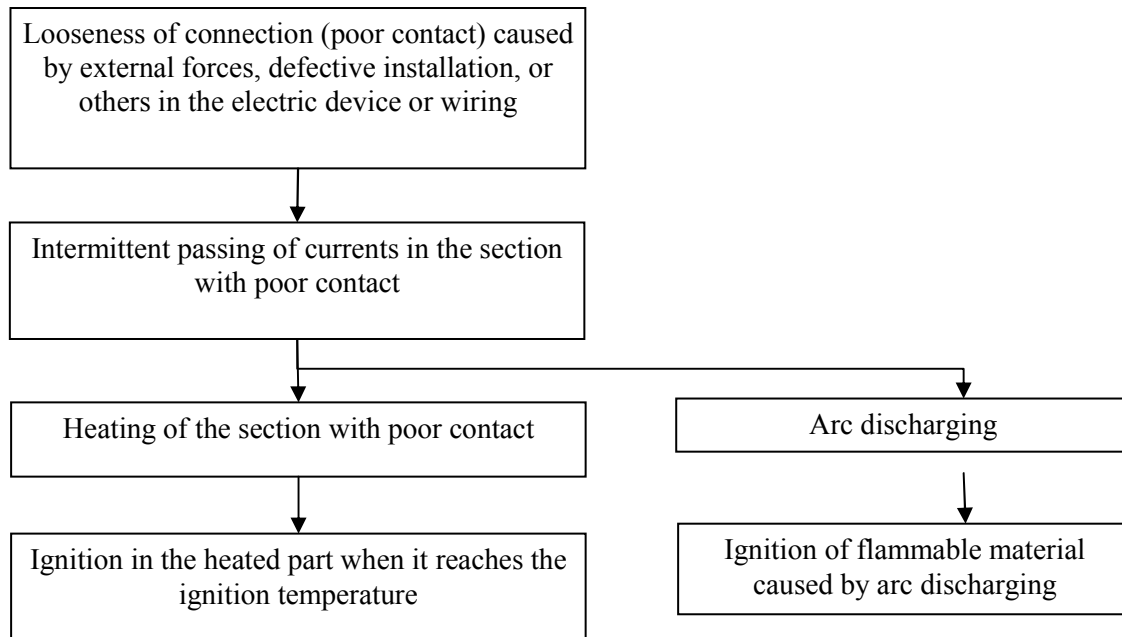 Looseness of connection (poor contact) caused
by external forces, defective installation, or
others in the electric device or wiring
Intermittent passing of currents in the section
with poor contact
Heating of the section with poor contact
Arc discharging
Ignition in the heated part when it reaches the
ignition temperature
Ignition of flammable material
caused by arc discharging